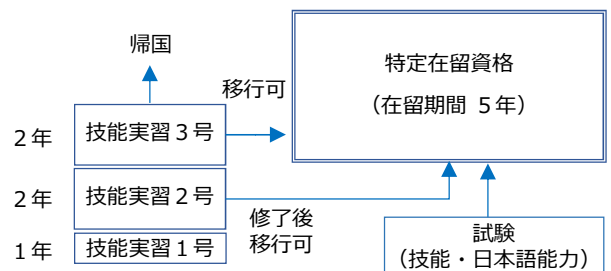 帰国
特定在留資格
（在留期間 5年）
移行可
2年
技能実習3号
2年
技能実習2号
修了後
移行可
1年
技能実習1号
試験
（技能・日本語能力）